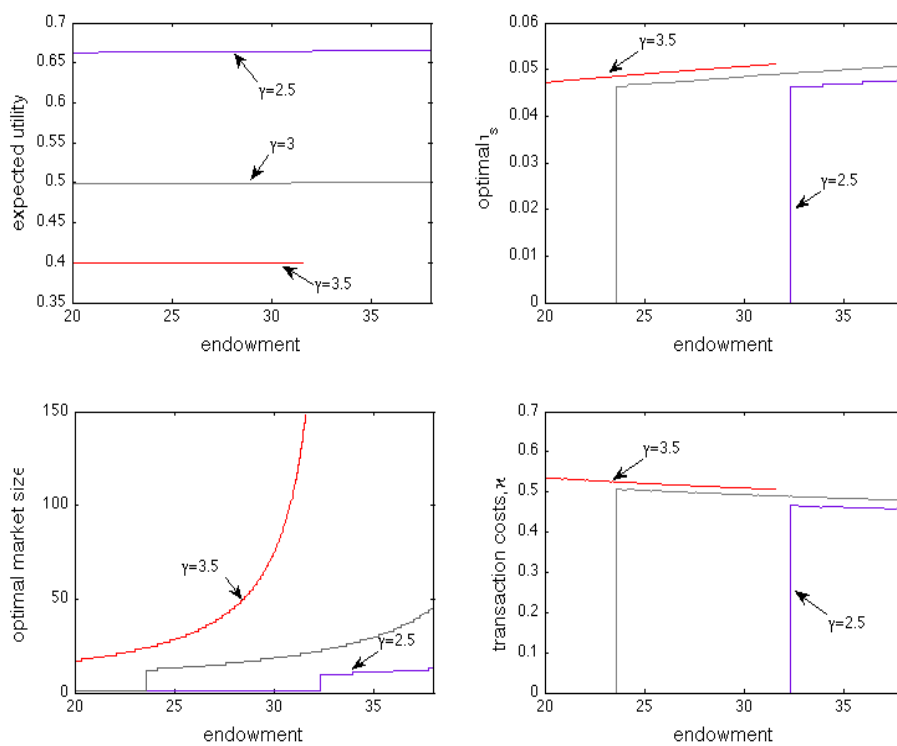 0.7
0.65
0.6
0.55
0.5
0.45
0.4
0.35
expected utility
γ=2.5
γ=3
γ=3.5
20
25
30
35
endowment
0.06
0.05
0.04
0.03
0.02
0.01
0
optimal l_s
γ=3.5
γ=2.5
20
25
30
35
endowment
150
100
50
0
optimal market size
γ=3.5
γ=2.5
20
25
30
35
endowment
0.7
0.6
0.5
0.4
0.3
0.2
0.1
0
transaction costs, ϰ
γ=3.5
γ=2.5
20
25
30
35
endowment